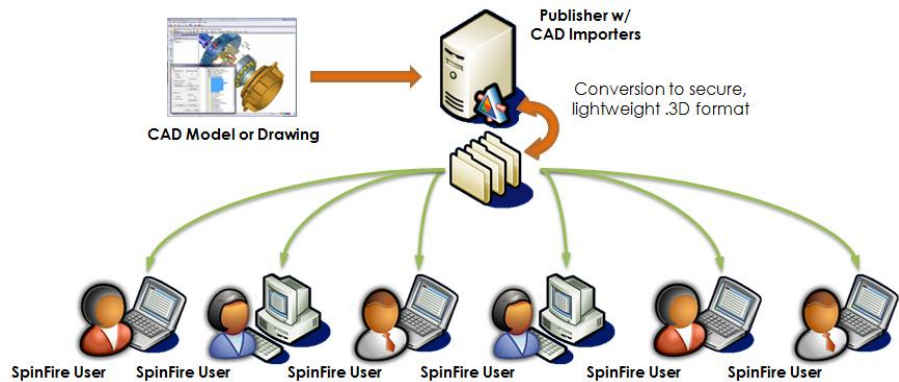 Publisher w/
CAD Importers
Conversion to secure,
lightweight .3D format
CAD Model or Drawing
SpinFire User
SpinFire User
SpinFire User
SpinFire User
SpinFire User
SpinFire User